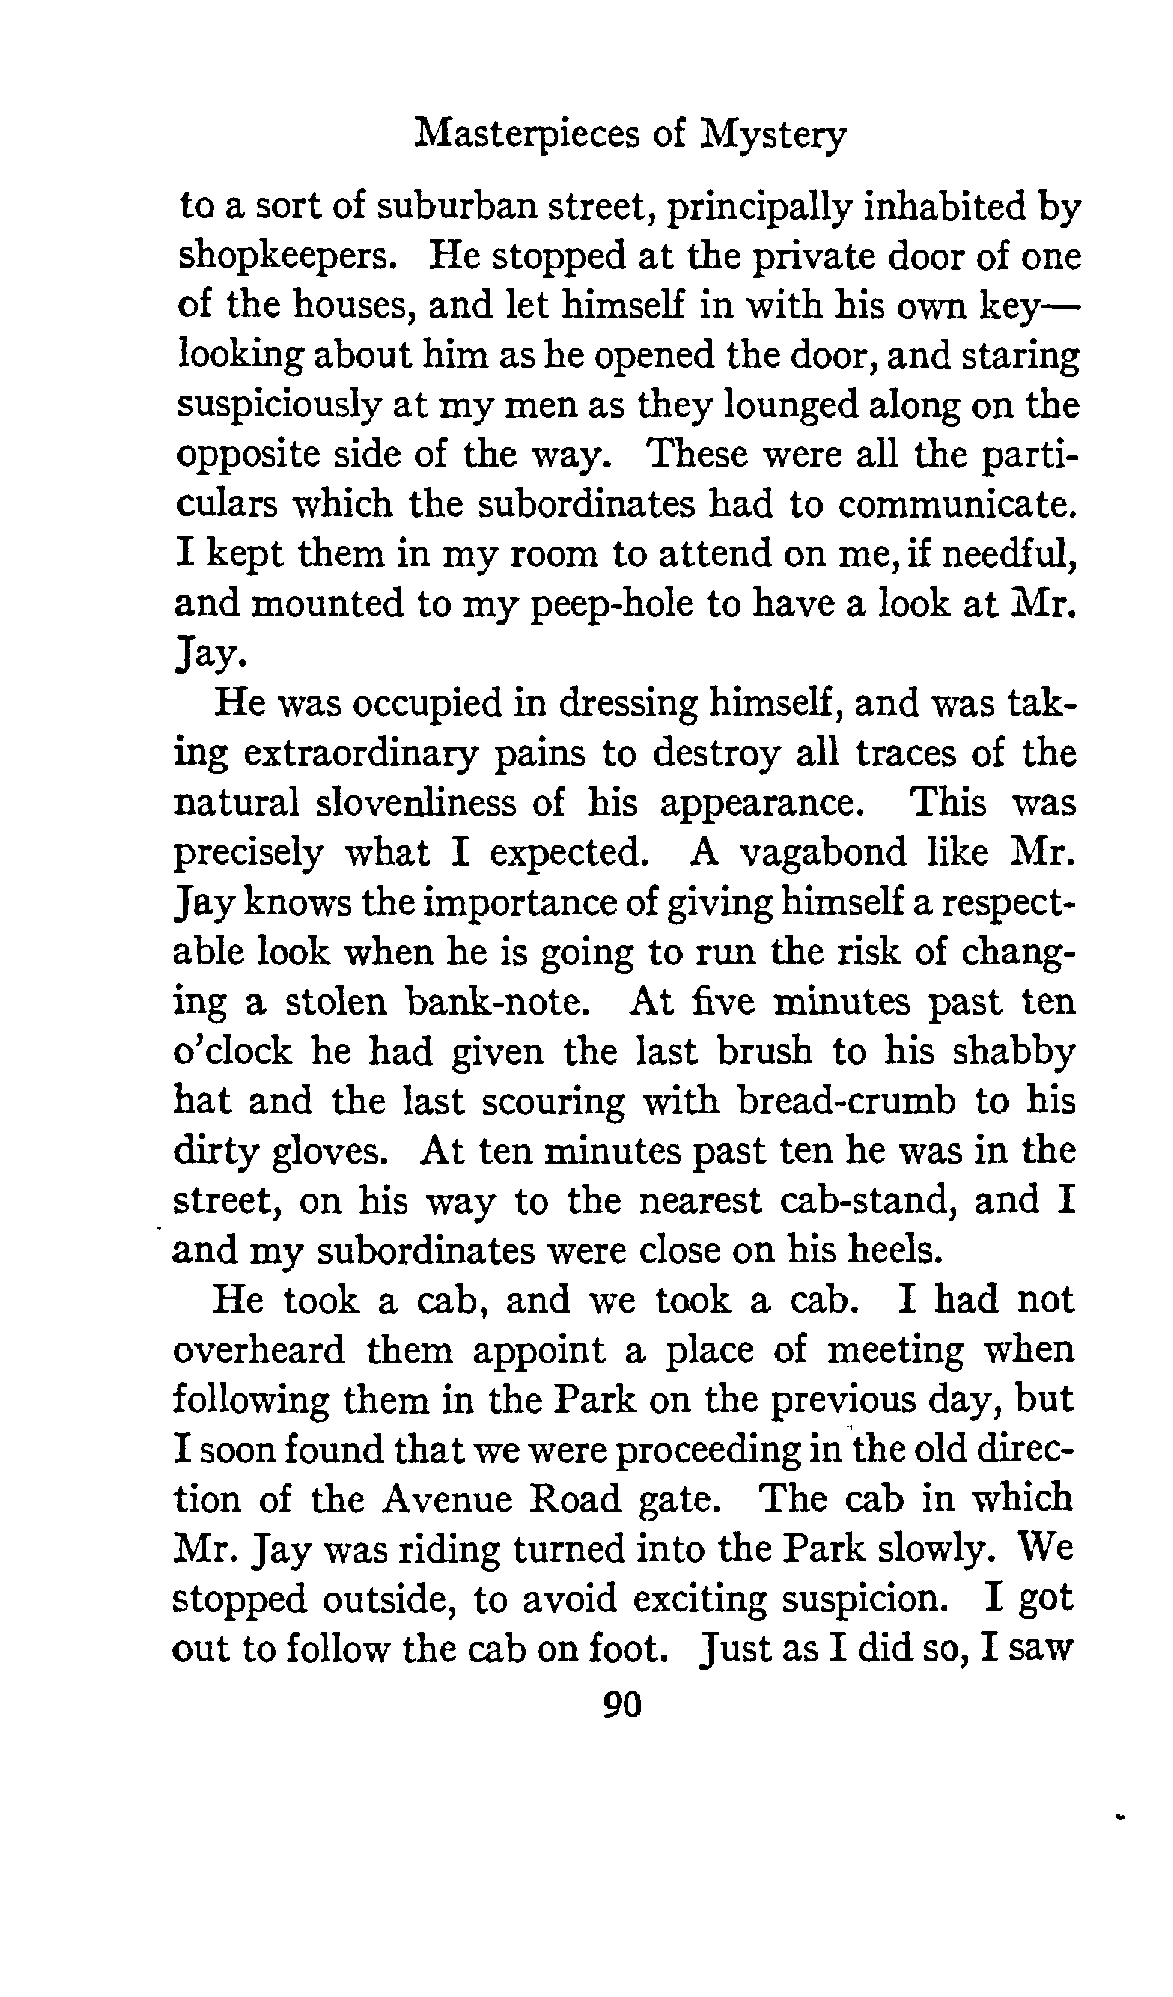 Masterpieces of Mystery
to a sort of suburban street, principally inhabited by
shopkeepers. He stopped at the private door of one
of the houses, and let himself in with his own key—
looking about him as he opened the door, and staring
suspiciously at my men as they lounged along on the
opposite side of the way. These were all the parti-
culars which the subordinates had to communicate.
I kept them in my room to attend on me, if needful,
and mounted to my peep-hole to have a look at Mr.
Jay.
He was occupied in dressing himself, and was tak-
ing extraordinary pains to destroy all traces of the
natural slovenliness of his appearance. This was
precisely what I expected. A vagabond like Mr.
Jay knows the importance of giving himself a respect-
able look when he is going to run the risk of chang-
ing a stolen bank-note. At five minutes past ten
o'clock he had given the last brush to his shabby
hat and the last scouring with bread-crumb to his
dirty gloves. At ten minutes past ten he was in the
street, on his way to the nearest cab-stand, and I
and my subordinates were close on his heels.
He took a cab, and we took a cab. I had not
overheard them appoint a place of meeting when
following them in the Park on the previous day, but
I soon found that we were proceeding in the old direc-
tion of the Avenue Road gate. The cab in which
Mr. Jay was riding turned into the Park slowly. We
stopped outside, to avoid exciting suspicion. I got
out to follow the cab on foot. Just as I did so, I saw
90